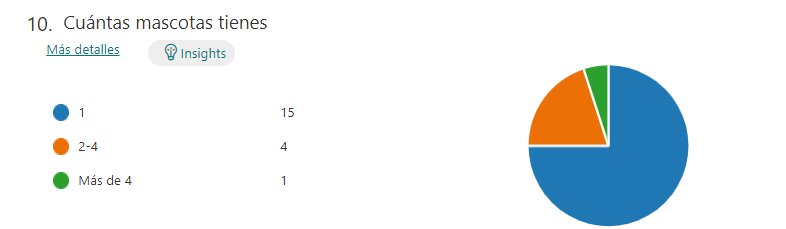 10. Cuántas mascotas tienes
Más detalles
Insights
1 15
2-4 4
Más de 4 1